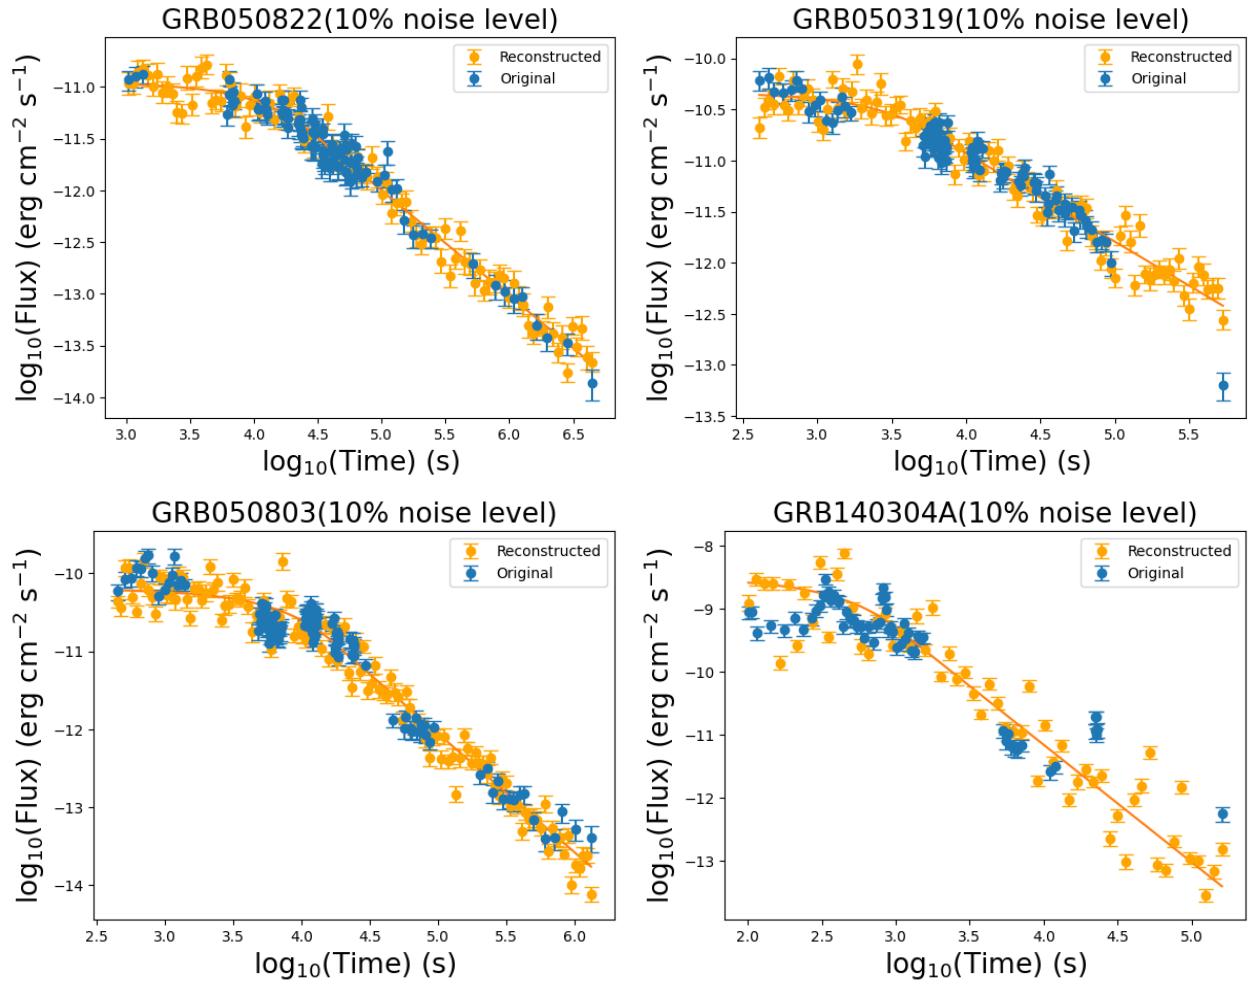 GRB050822(10% noise level)
log10(Flux) (erg cm−2 s−1)
−11.0
−11.5
−12.0
−12.5
−13.0
−13.5
−14.0
Reconstructed
Original
3.0 3.5 4.0 4.5 5.0 5.5 6.0 6.5
log10(Time) (s)
GRB050319(10% noise level)
log10(Flux) (erg cm−2 s−1)
−10.0
−10.5
−11.0
−11.5
−12.0
−12.5
−13.0
−13.5
Reconstructed
Original
2.5 3.0 3.5 4.0 4.5 5.0 5.5
log10(Time) (s)
GRB050803(10% noise level)
log10(Flux) (erg cm−2 s−1)
−10
−11
−12
−13
−14
Reconstructed
Original
2.5 3.0 3.5 4.0 4.5 5.0 5.5 6.0
log10(Time) (s)
GRB140304A(10% noise level)
log10(Flux) (erg cm−2 s−1)
−8
−9
−10
−11
−12
−13
Reconstructed
Original
2.0 2.5 3.0 3.5 4.0 4.5 5.0
log10(Time) (s)